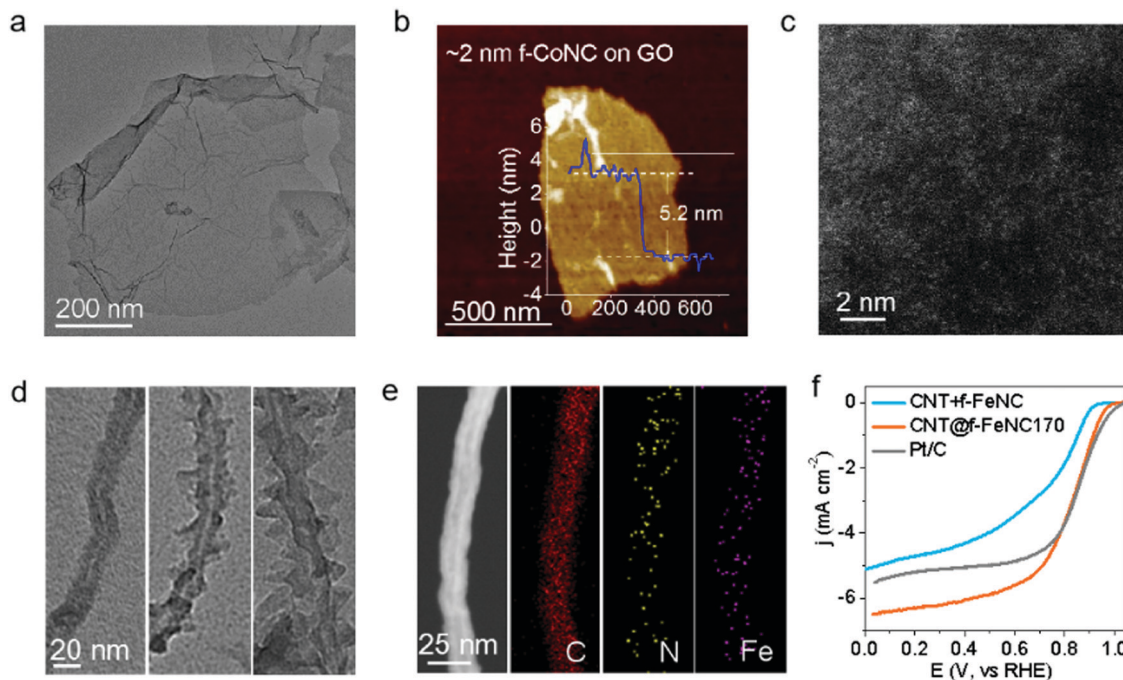 a
200 nm
b
~2 nm f-CoNC on GO
Height (nm)
6
4
2
0
-2
-4
5.2 nm
500 nm
0 200 400 600
c
2 nm
d
20 nm
e
25 nm
C
N
Fe
f
CNT+f-FeNC
CNT@f-FeNC170
Pt/C
j (mA cm-2)
0
-2
-4
-6
0.0 0.2 0.4 0.6 0.8 1.0
E (V, vs RHE)